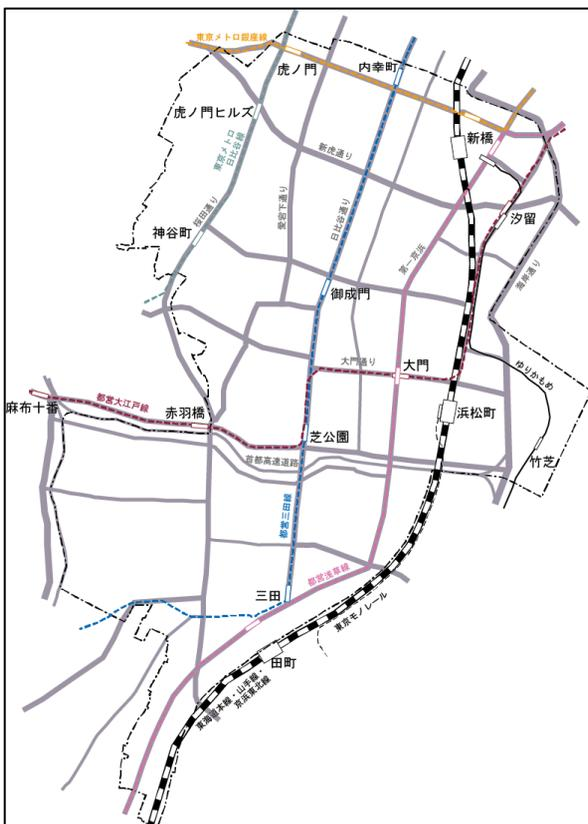 東京メトロ銀座線
虎ノ門
内幸町
虎ノ門ヒルズ
新橋
東京メトロ
日比谷線
新虎通り
愛宕下通り
日比谷通り
桜田通り
汐留
神谷町
第一京浜
海岸通り
御成門
大門通り
大門
ゆりかもめ
都営大江戸線
麻布十番
赤羽橋
浜松町
芝公園
首都高速道路
竹芝
都営三田線
都営浅草線
三田
東京モノレール
田町
東海道本線・山手線・
京浜東北線